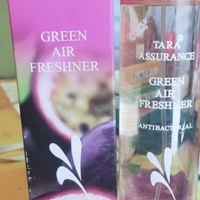 GREEN
AIR
FRESHNER
TARA®
ASSURANCE
GREEN
AIR
FRESHNER
ANTIBACTERIAL